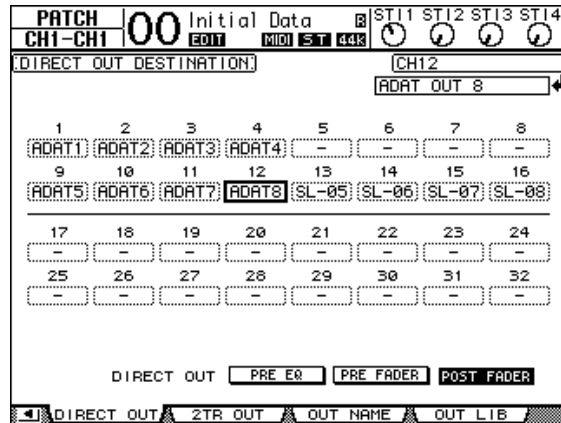 PATCH
CH1-CH1
00 Initial Data
EDIT MIDI ST 44K
ST11 ST12 ST13 ST14
DIRECT OUT DESTINATION
CH12
ADAT OUT 8
1 2 3 4 5 6 7 8
ADAT1 ADAT2 ADAT3 ADAT4 - - - -
9 10 11 12 13 14 15 16
ADAT5 ADAT6 ADAT7 ADAT8 SL-05 SL-06 SL-07 SL-08
17 18 19 20 21 22 23 24
- - - - - - - -
25 26 27 28 29 30 31 32
- - - - - - - -
DIRECT OUT PRE EQ PRE FADER POST FADER
DIRECT OUT 2TR OUT OUT NAME OUT LIB